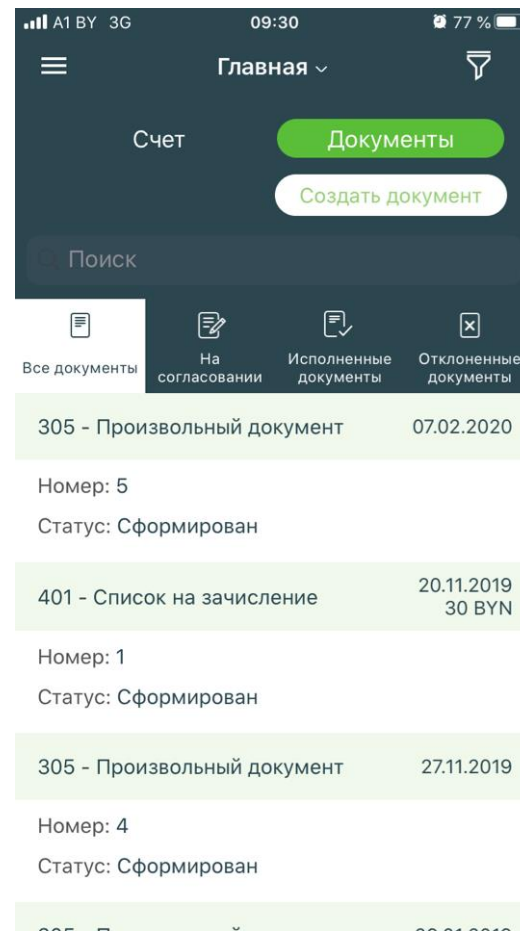 A1 BY 3G 09:30 77 %
Главная
Счет Документы
Создать документ
Поиск
Все документы
На согласовании
Исполненные документы
Отклоненные документы
305 - Произвольный документ 07.02.2020
Номер: 5
Статус: Сформирован
401 - Список на зачисление 20.11.2019
30 BYN
Номер: 1
Статус: Сформирован
305 - Произвольный документ 27.11.2019
Номер: 4
Статус: Сформирован